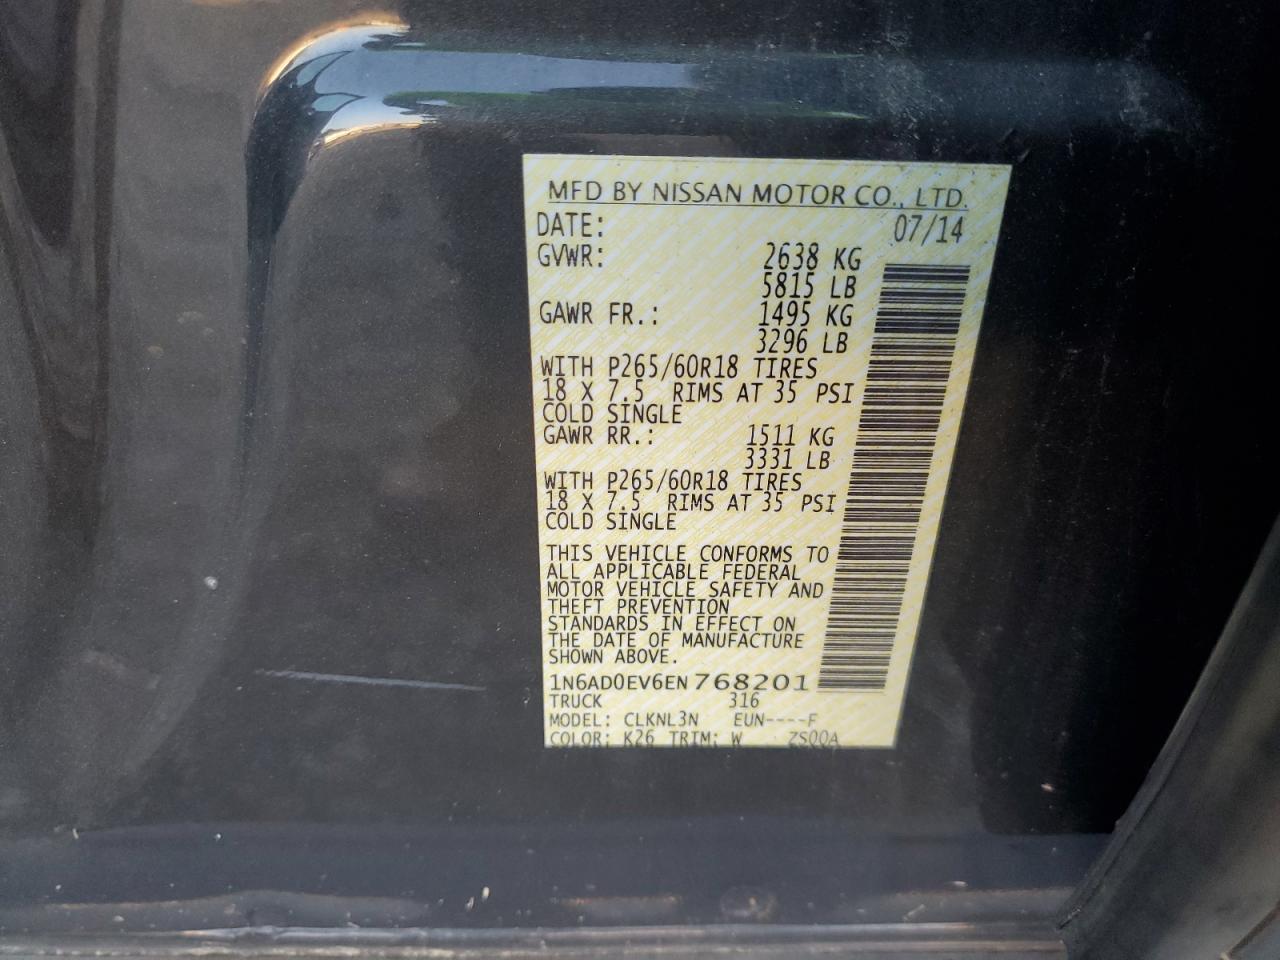 MFD BY NISSAN MOTOR CO., LTD.
DATE: 07/14
GVWR: 2638 KG
5815 LB
GAWR FR.: 1495 KG
3296 LB
WITH P265/60R18 TIRES
18 X 7.5 RIMS AT 35 PSI
COLD SINGLE
GAWR RR.: 1511 KG
3331 LB
WITH P265/60R18 TIRES
18 X 7.5 RIMS AT 35 PSI
COLD SINGLE
THIS VEHICLE CONFORMS TO
ALL APPLICABLE FEDERAL
MOTOR VEHICLE SAFETY AND
THEFT PREVENTION
STANDARDS IN EFFECT ON
THE DATE OF MANUFACTURE
SHOWN ABOVE.
1N6AD0EV6EN768201
TRUCK 316
MODEL: CLKNL3N EUN----F
COLOR: K26 TRIM: W ZS00A